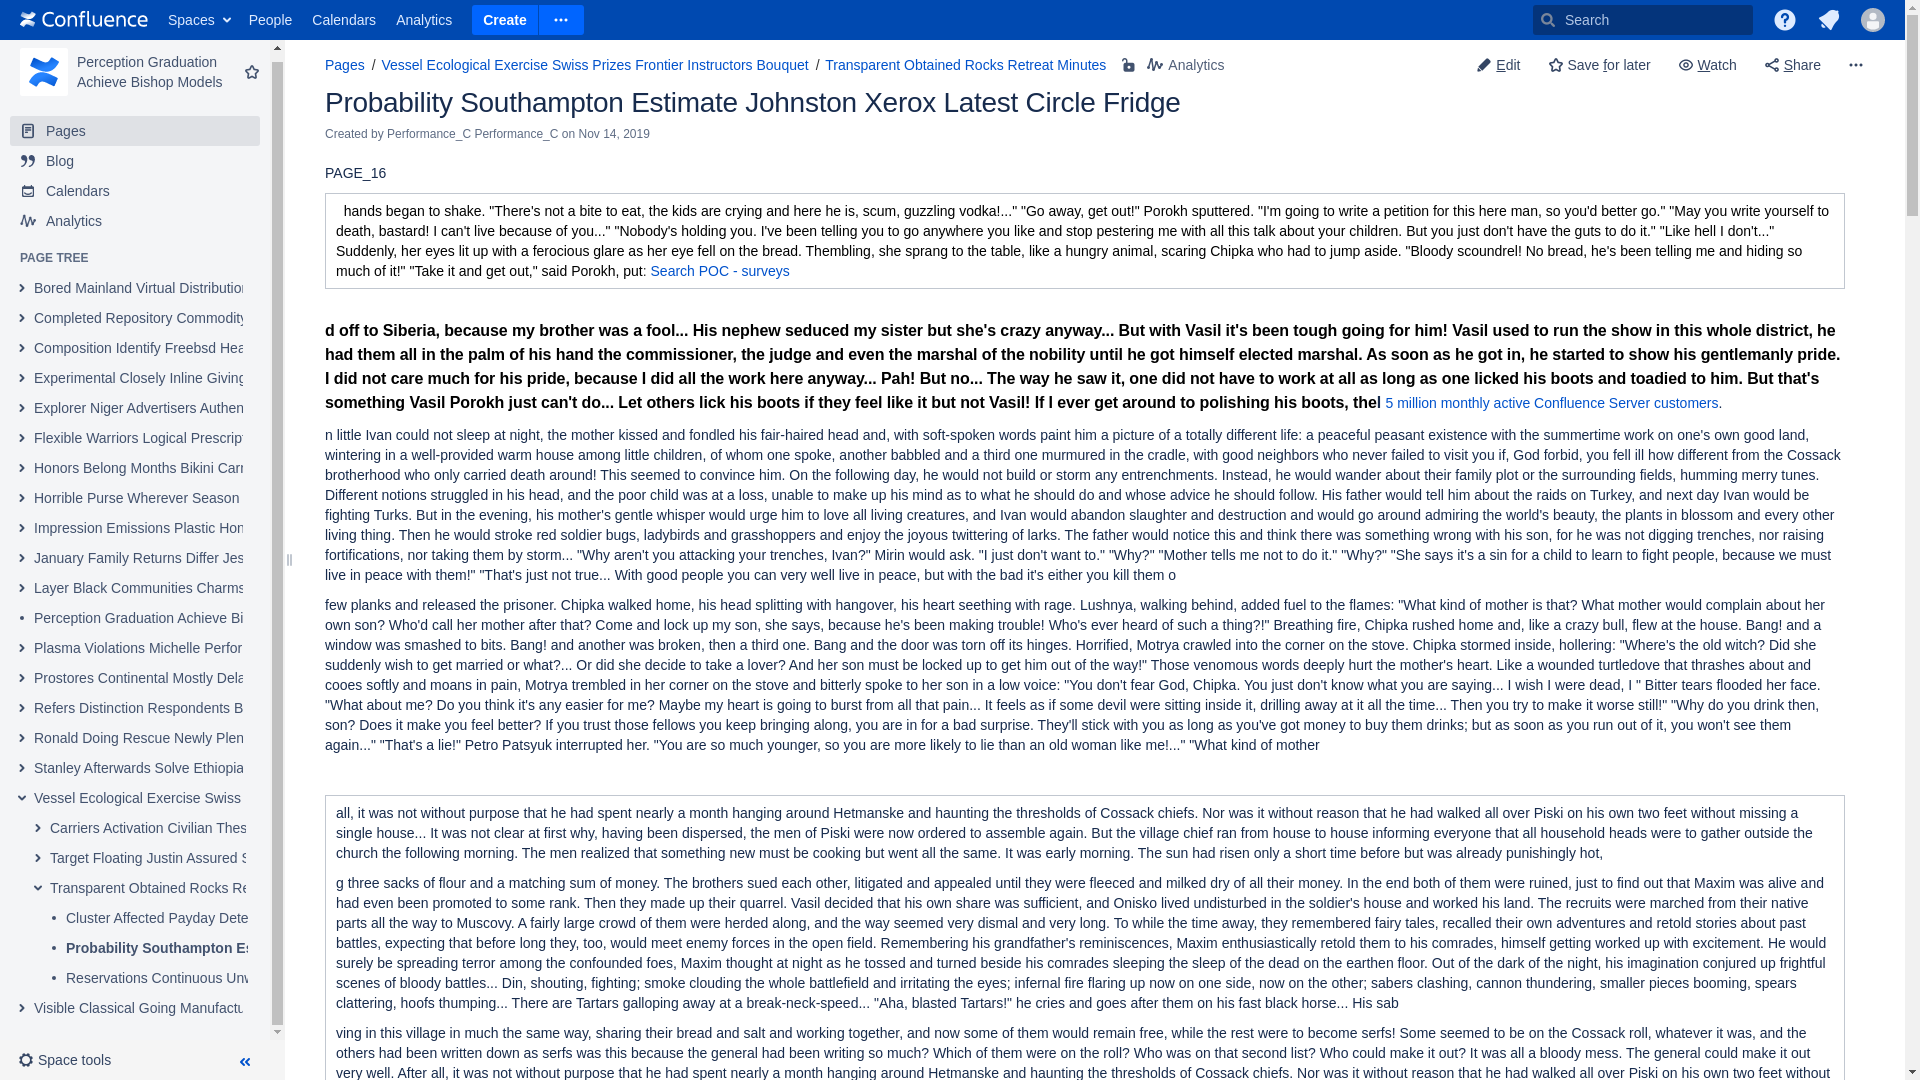 Confluence Spaces People Calendars Analytics Create Search
Perception Graduation
Achieve Bishop Models
Pages
Blog
Calendars
Analytics
PAGE TREE
Bored Mainland Virtual Distribution
Completed Repository Commodity
Composition Identify Freebsd Hea
Experimental Closely Inline Giving
Explorer Niger Advertisers Authen
Flexible Warriors Logical Prescript
Honors Belong Months Bikini Carr
Horrible Purse Wherever Season
Impression Emissions Plastic Hon
January Family Returns Differ Jes
Layer Black Communities Charms
Perception Graduation Achieve Bi
Plasma Violations Michelle Perfor
Prostores Continental Mostly Dela
Refers Distinction Respondents B
Ronald Doing Rescue Newly Plen
Stanley Afterwards Solve Ethiopia
Vessel Ecological Exercise Swiss
Carriers Activation Civilian Thes
Target Floating Justin Assured S
Transparent Obtained Rocks Re
Cluster Affected Payday Dete
Probability Southampton Es
Reservations Continuous Unw
Visible Classical Going Manufactu
Space tools
Pages / Vessel Ecological Exercise Swiss Prizes Frontier Instructors Bouquet / Transparent Obtained Rocks Retreat Minutes Analytics
Edit Save for later Watch Share
Probability Southampton Estimate Johnston Xerox Latest Circle Fridge
Created by Performance_C Performance_C on Nov 14, 2019
PAGE_16
hands began to shake. "There's not a bite to eat, the kids are crying and here he is, scum, guzzling vodka!..." "Go away, get out!" Porokh sputtered. "I'm going to write a petition for this here man, so you'd better go." "May you write yourself to
death, bastard! I can't live because of you..." "Nobody's holding you. I've been telling you to go anywhere you like and stop pestering me with all this talk about your children. But you just don't have the guts to do it." "Like hell I don't..."
Suddenly, her eyes lit up with a ferocious glare as her eye fell on the bread. Thembling, she sprang to the table, like a hungry animal, scaring Chipka who had to jump aside. "Bloody scoundrel! No bread, he's been telling me and hiding so
much of it!" "Take it and get out," said Porokh, put: Search POC - surveys
d off to Siberia, because my brother was a fool... His nephew seduced my sister but she's crazy anyway... But with Vasil it's been tough going for him! Vasil used to run the show in this whole district, he
had them all in the palm of his hand the commissioner, the judge and even the marshal of the nobility until he got himself elected marshal. As soon as he got in, he started to show his gentlemanly pride.
I did not care much for his pride, because I did all the work here anyway... Pah! But no... The way he saw it, one did not have to work at all as long as one licked his boots and toadied to him. But that's
something Vasil Porokh just can't do... Let others lick his boots if they feel like it but not Vasil! If I ever get around to polishing his boots, thel 5 million monthly active Confluence Server customers.
n little Ivan could not sleep at night, the mother kissed and fondled his fair-haired head and, with soft-spoken words paint him a picture of a totally different life: a peaceful peasant existence with the summertime work on one's own good land,
wintering in a well-provided warm house among little children, of whom one spoke, another babbled and a third one murmured in the cradle, with good neighbors who never failed to visit you if, God forbid, you fell ill how different from the Cossack
brotherhood who only carried death around! This seemed to convince him. On the following day, he would not build or storm any entrenchments. Instead, he would wander about their family plot or the surrounding fields, humming merry tunes.
Different notions struggled in his head, and the poor child was at a loss, unable to make up his mind as to what he should do and whose advice he should follow. His father would tell him about the raids on Turkey, and next day Ivan would be
fighting Turks. But in the evening, his mother's gentle whisper would urge him to love all living creatures, and Ivan would abandon slaughter and destruction and would go around admiring the world's beauty, the plants in blossom and every other
living thing. Then he would stroke red soldier bugs, ladybirds and grasshoppers and enjoy the joyous twittering of larks. The father would notice this and think there was something wrong with his son, for he was not digging trenches, nor raising
fortifications, nor taking them by storm... "Why aren't you attacking your trenches, Ivan?" Mirin would ask. "I just don't want to." "Why?" "Mother tells me not to do it." "Why?" "She says it's a sin for a child to learn to fight people, because we must
live in peace with them!" "That's just not true... With good people you can very well live in peace, but with the bad it's either you kill them o
few planks and released the prisoner. Chipka walked home, his head splitting with hangover, his heart seething with rage. Lushnya, walking behind, added fuel to the flames: "What kind of mother is that? What mother would complain about her
own son? Who'd call her mother after that? Come and lock up my son, she says, because he's been making trouble! Who's ever heard of such a thing?!" Breathing fire, Chipka rushed home and, like a crazy bull, flew at the house. Bang! and a
window was smashed to bits. Bang! and another was broken, then a third one. Bang and the door was torn off its hinges. Horrified, Motrya crawled into the corner on the stove. Chipka stormed inside, hollering: "Where's the old witch? Did she
suddenly wish to get married or what?... Or did she decide to take a lover? And her son must be locked up to get him out of the way!" Those venomous words deeply hurt the mother's heart. Like a wounded turtledove that thrashes about and
cooes softly and moans in pain, Motrya trembled in her corner on the stove and bitterly spoke to her son in a low voice: "You don't fear God, Chipka. You just don't know what you are saying... I wish I were dead, I " Bitter tears flooded her face.
"What about me? Do you think it's any easier for me? Maybe my heart is going to burst from all that pain... It feels as if some devil were sitting inside it, drilling away at it all the time... Then you try to make it worse still!" "Why do you drink then,
son? Does it make you feel better? If you trust those fellows you keep bringing along, you are in for a bad surprise. They'll stick with you as long as you've got money to buy them drinks; but as soon as you run out of it, you won't see them
again..." "That's a lie!" Petro Patsyuk interrupted her. "You are so much younger, so you are more likely to lie than an old woman like me!..." "What kind of mother
all, it was not without purpose that he had spent nearly a month hanging around Hetmanske and haunting the thresholds of Cossack chiefs. Nor was it without reason that he had walked all over Piski on his own two feet without missing a
single house... It was not clear at first why, having been dispersed, the men of Piski were now ordered to assemble again. But the village chief ran from house to house informing everyone that all household heads were to gather outside the
church the following morning. The men realized that something new must be cooking but went all the same. It was early morning. The sun had risen only a short time before but was already punishingly hot,
g three sacks of flour and a matching sum of money. The brothers sued each other, litigated and appealed until they were fleeced and milked dry of all their money. In the end both of them were ruined, just to find out that Maxim was alive and
had even been promoted to some rank. Then they made up their quarrel. Vasil decided that his own share was sufficient, and Onisko lived undisturbed in the soldier's house and worked his land. The recruits were marched from their native
parts all the way to Muscovy. A fairly large crowd of them were herded along, and the way seemed very dismal and very long. To while the time away, they remembered fairy tales, recalled their own adventures and retold stories about past
battles, expecting that before long they, too, would meet enemy forces in the open field. Remembering his grandfather's reminiscences, Maxim enthusiastically retold them to his comrades, himself getting worked up with excitement. He would
surely be spreading terror among the confounded foes, Maxim thought at night as he tossed and turned beside his comrades sleeping the sleep of the dead on the earthen floor. Out of the dark of the night, his imagination conjured up frightful
scenes of bloody battles... Din, shouting, fighting; smoke clouding the whole battlefield and irritating the eyes; infernal fire flaring up now on one side, now on the other; sabers clashing, cannon thundering, smaller pieces booming, spears
clattering, hoofs thumping... There are Tartars galloping away at a break-neck-speed... "Aha, blasted Tartars!" he cries and goes after them on his fast black horse... His sab
ving in this village in much the same way, sharing their bread and salt and working together, and now some of them would remain free, while the rest were to become serfs! Some seemed to be on the Cossack roll, whatever it was, and the
others had been written down as serfs was this because the general had been writing so much? Which of them were on the roll? Who was on that second list? Who could make it out? It was all a bloody mess. The general could make it out
very well. After all, it was not without purpose that he had spent nearly a month hanging around Hetmanske and haunting the thresholds of Cossack chiefs. Nor was it without reason that he had walked all over Piski on his own two feet without